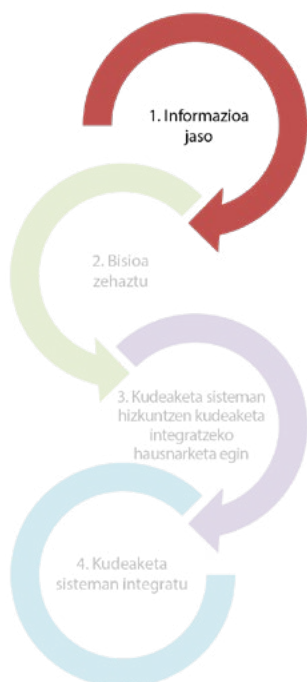 1. Informazioa
jaso
2. Bisioa
zehaztu
3. Kudeaketa sisteman
hizkuntzen kudeaketa
integratzeko
hausnarketa egin
4. Kudeaketa
sisteman integratu